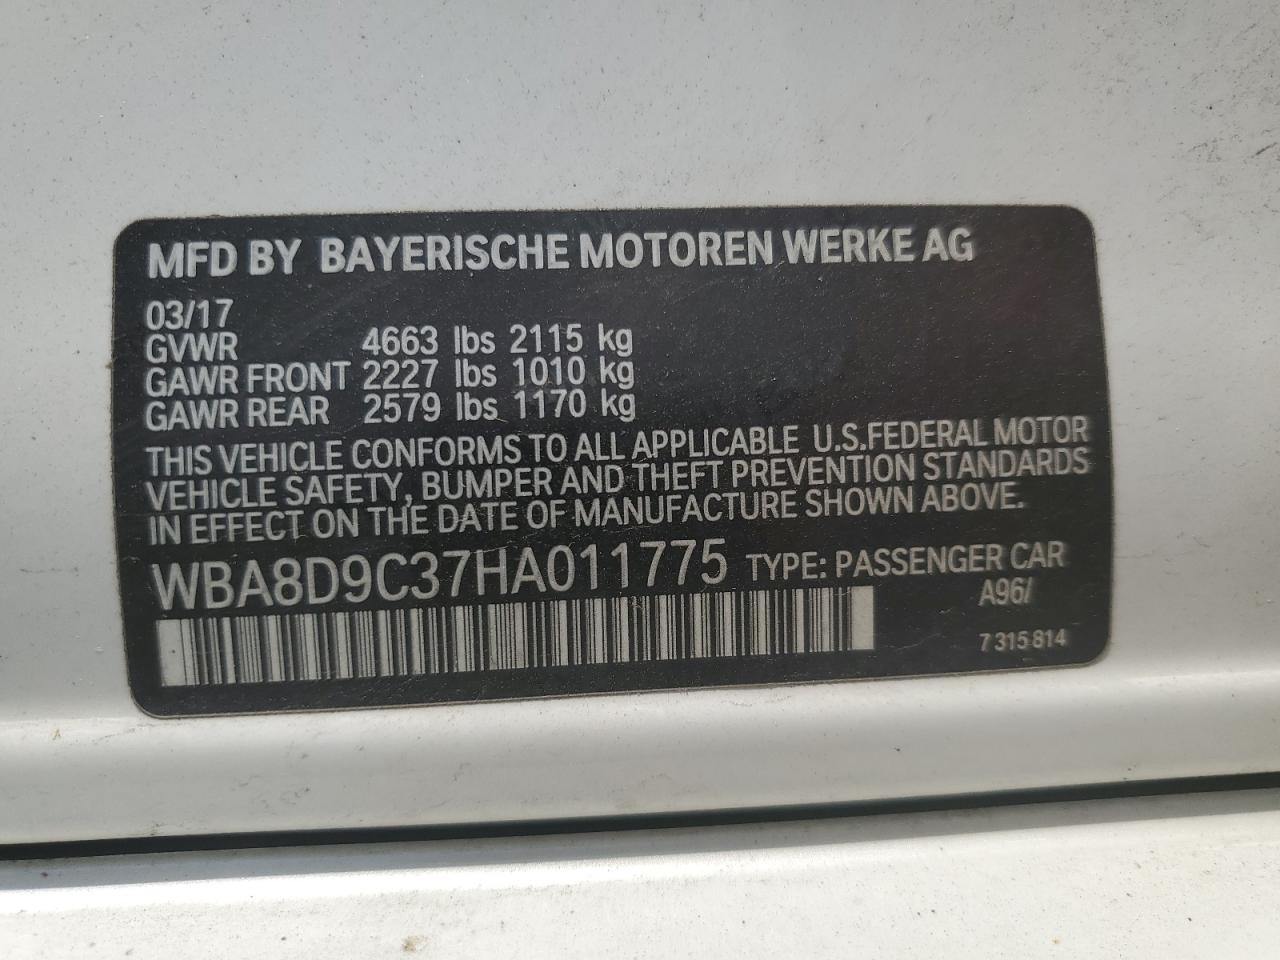 MFD BY BAYERISCHE MOTOREN WERKE AG
03/17
GVWR 4663 lbs 2115 kg
GAWR FRONT 2227 lbs 1010 kg
GAWR REAR 2579 lbs 1170 kg
THIS VEHICLE CONFORMS TO ALL APPLICABLE U.S.FEDERAL MOTOR
VEHICLE SAFETY, BUMPER AND THEFT PREVENTION STANDARDS
IN EFFECT ON THE DATE OF MANUFACTURE SHOWN ABOVE.
WBA8D9C37HA011775 TYPE: PASSENGER CAR
A96/
7 315 814